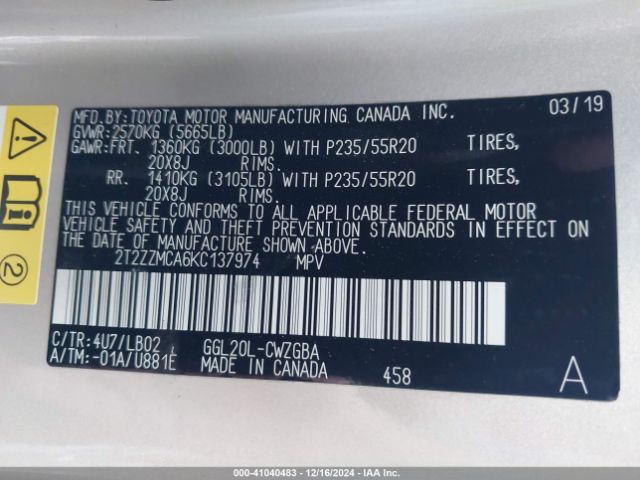 MFD.BY:TOYOTA MOTOR MANUFACTURING CANADA INC. 03/19
GVWR:2570KG (5665LB)
GAWR:FRT. 1360KG (3000LB) WITH P235/55R20 TIRES,
20X8J RIMS.
RR. 1410KG (3105LB) WITH P235/55R20 TIRES,
20X8J RIMS.
THIS VEHICLE CONFORMS TO ALL APPLICABLE FEDERAL MOTOR
VEHICLE SAFETY AND THEFT PREVENTION STANDARDS IN EFFECT ON
THE DATE OF MANUFACTURE SHOWN ABOVE.
2T2ZZMCA6KC137974 MPV
C/TR:4U7/LB02 GGL20L-CWZGBA
A/TM:-01A/U881E MADE IN CANADA 458 A
2
000-41040483 - 12/16/2024 - IAA Inc.